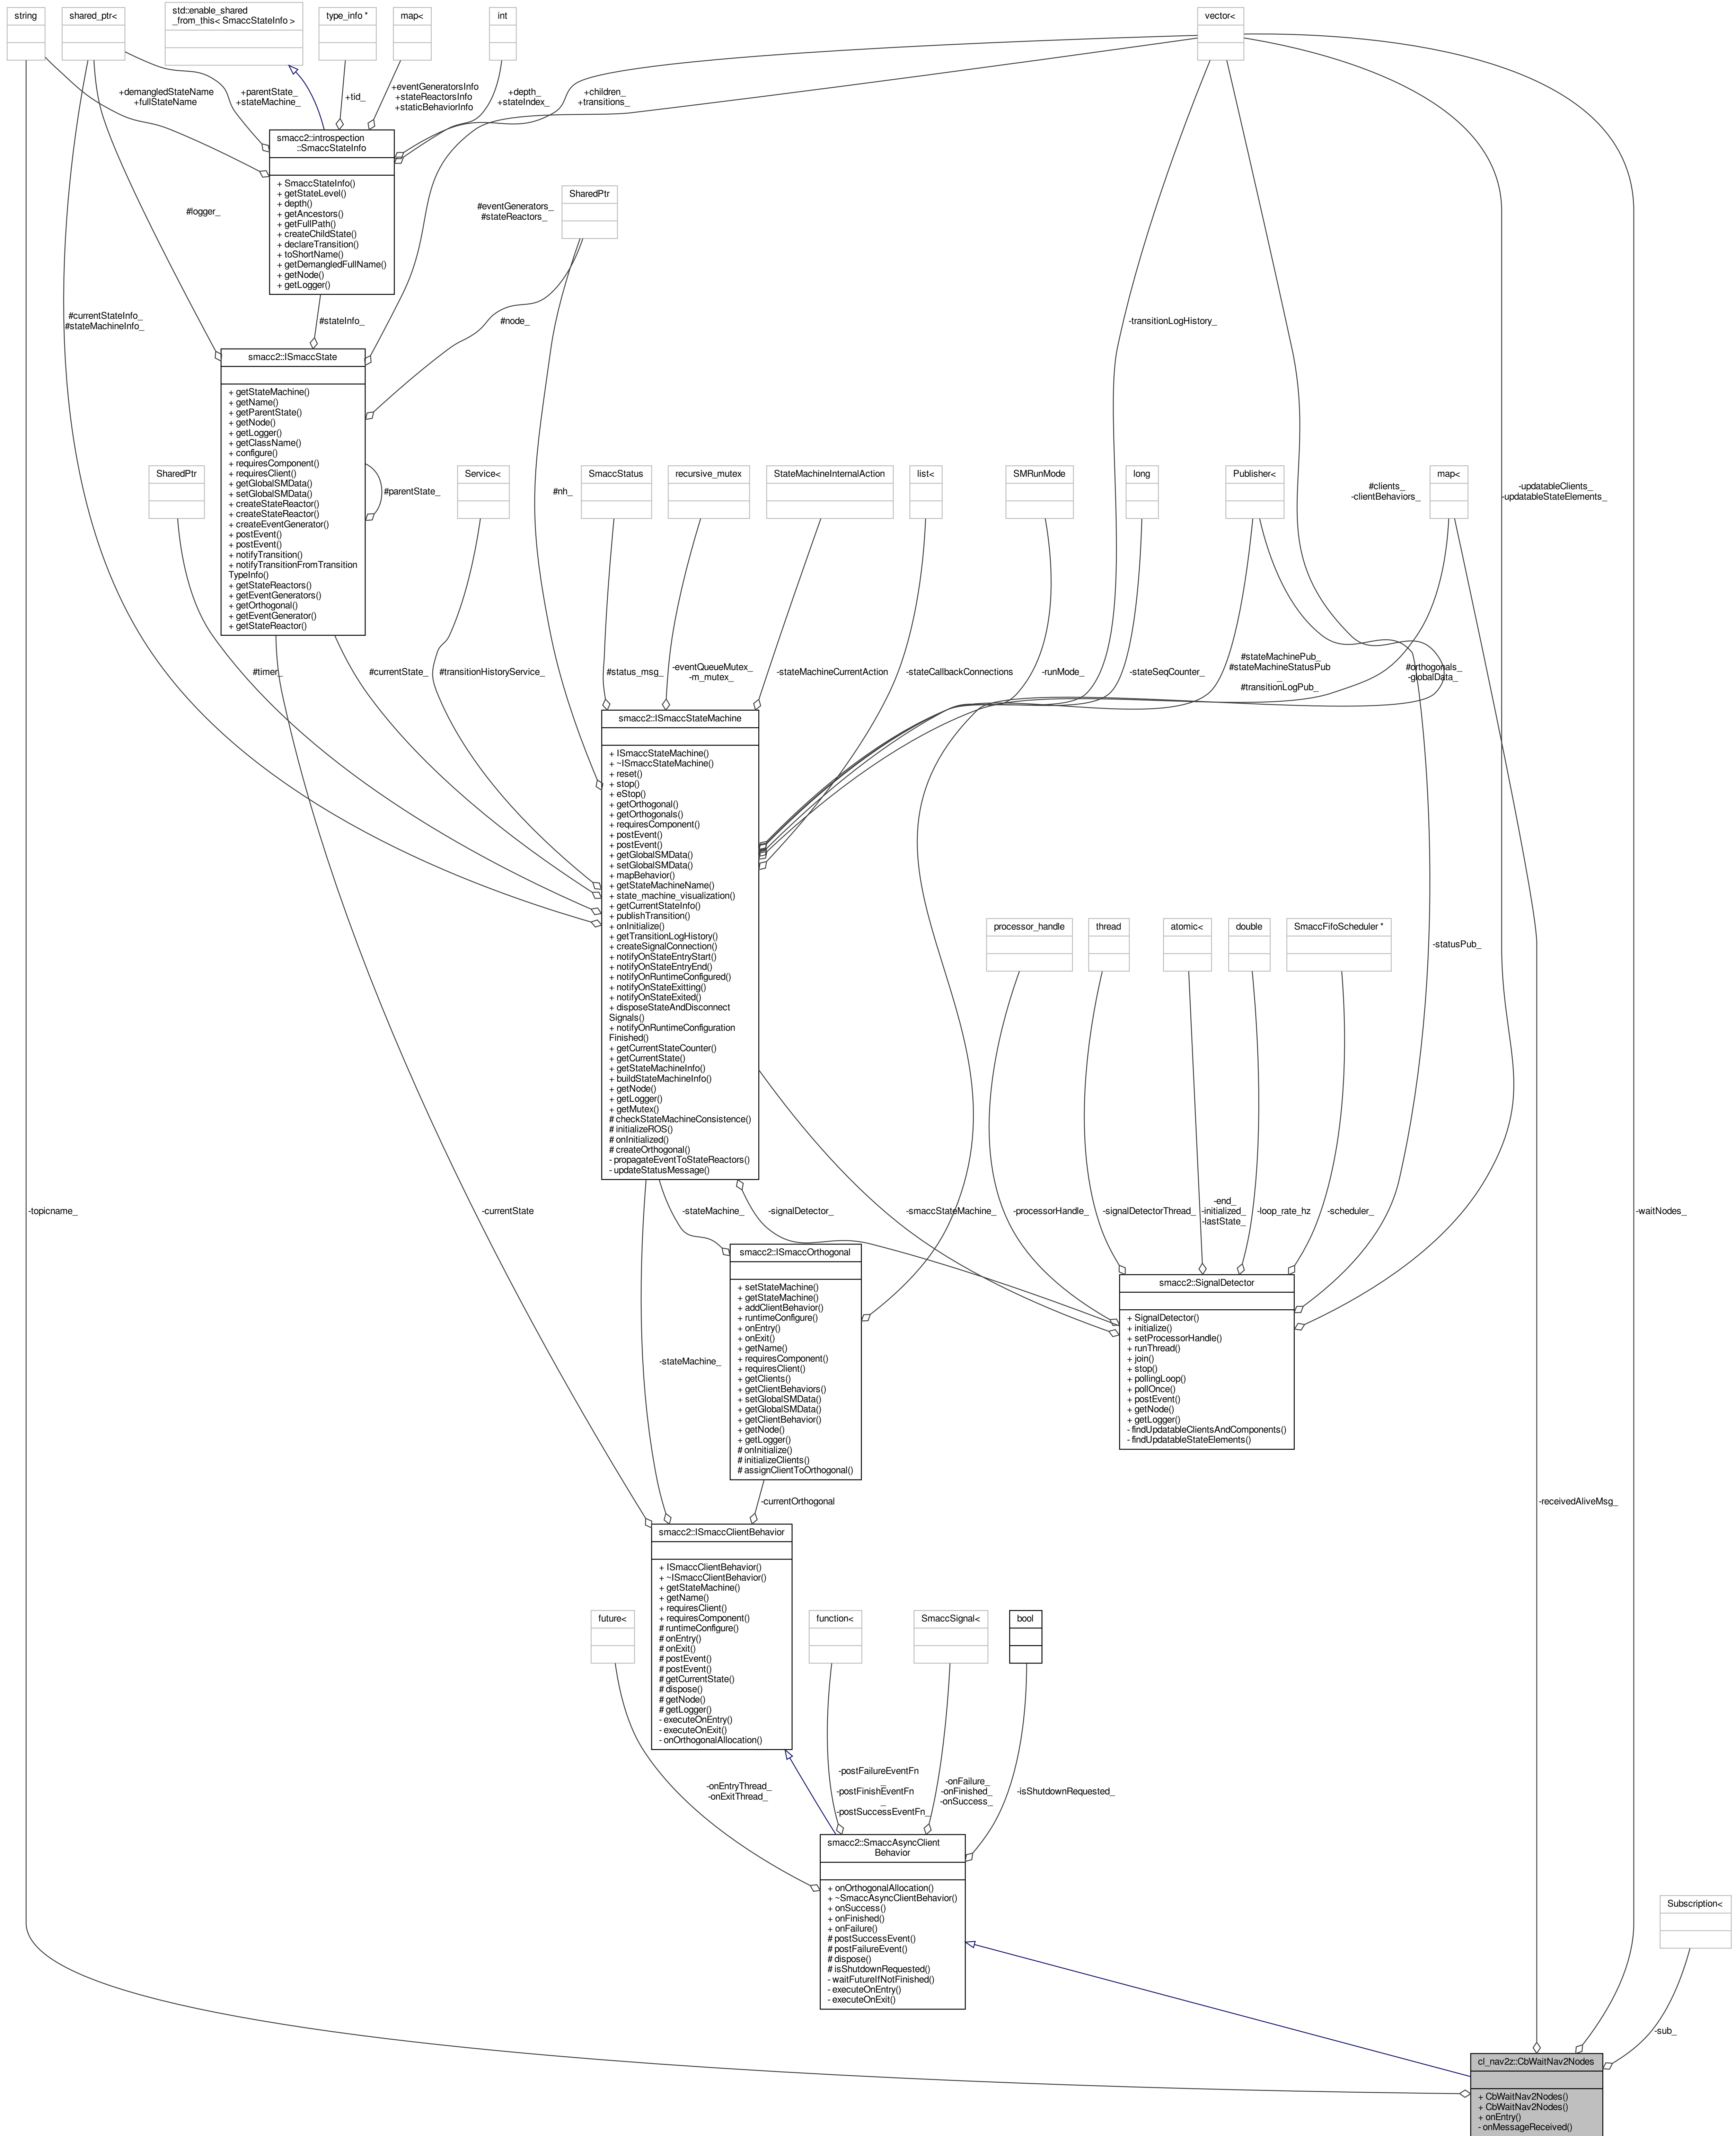 string
shared_ptr<
std::enable_shared
_from_this< SmaccStateInfo >
type_info *
map<
int
vector<
+demangledStateName
+fullStateName
+parentState_
+stateMachine_
+tid_
+eventGeneratorsInfo
+stateReactorsInfo
+staticBehaviorInfo
+depth_
+stateIndex_
+children_
+transitions_
smacc2::introspection
::SmaccStateInfo
+ SmaccStateInfo()
+ getStateLevel()
+ depth()
+ getAncestors()
+ getFullPath()
+ createChildState()
+ declareTransition()
+ toShortName()
+ getDemangledFullName()
+ getNode()
+ getLogger()
#logger_
#eventGenerators_
#stateReactors_
SharedPtr
#currentStateInfo_
#stateMachineInfo_
#stateInfo_
#node_
-transitionLogHistory_
smacc2::ISmaccState
+ getStateMachine()
+ getName()
+ getParentState()
+ getNode()
+ getLogger()
+ getClassName()
+ configure()
+ requiresComponent()
+ requiresClient()
+ getGlobalSMData()
+ setGlobalSMData()
+ createStateReactor()
+ createStateReactor()
+ createEventGenerator()
+ postEvent()
+ postEvent()
+ notifyTransition()
+ notifyTransitionFromTransition
TypeInfo()
+ getStateReactors()
+ getEventGenerators()
+ getOrthogonal()
+ getEventGenerator()
+ getStateReactor()
#parentState_
SharedPtr
Service<
#nh_
SmaccStatus
recursive_mutex
StateMachineInternalAction
list<
SMRunMode
long
Publisher<
#clients_
-clientBehaviors_
map<
-updatableClients_
-updatableStateElements_
#timer_
#currentState_
#transitionHistoryService_
#status_msg_
-eventQueueMutex_
-m_mutex_
-stateMachineCurrentAction
-stateCallbackConnections
-runMode_
-stateSeqCounter_
#stateMachinePub_
#stateMachineStatusPub
_
#transitionLogPub_
#orthogonals_
-globalData_
smacc2::ISmaccStateMachine
+ ISmaccStateMachine()
+ ~ISmaccStateMachine()
+ reset()
+ stop()
+ eStop()
+ getOrthogonal()
+ getOrthogonals()
+ requiresComponent()
+ postEvent()
+ postEvent()
+ getGlobalSMData()
+ setGlobalSMData()
+ mapBehavior()
+ getStateMachineName()
+ state_machine_visualization()
+ getCurrentStateInfo()
+ publishTransition()
+ onInitialize()
+ getTransitionLogHistory()
+ createSignalConnection()
+ notifyOnStateEntryStart()
+ notifyOnStateEntryEnd()
+ notifyOnRuntimeConfigured()
+ notifyOnStateExitting()
+ notifyOnStateExited()
+ disposeStateAndDisconnect
Signals()
+ notifyOnRuntimeConfiguration
Finished()
+ getCurrentStateCounter()
+ getCurrentState()
+ getStateMachineInfo()
+ buildStateMachineInfo()
+ getNode()
+ getLogger()
+ getMutex()
# checkStateMachineConsistence()
# initializeROS()
# onInitialized()
# createOrthogonal()
- propagateEventToStateReactors()
- updateStatusMessage()
processor_handle
thread
atomic<
double
SmaccFifoScheduler *
-statusPub_
-topicname_
-currentState
-stateMachine_
-signalDetector_
-smaccStateMachine_
-processorHandle_
-signalDetectorThread_
-end_
-initialized_
-lastState_
-loop_rate_hz
-scheduler_
-waitNodes_
smacc2::ISmaccOrthogonal
+ setStateMachine()
+ getStateMachine()
+ addClientBehavior()
+ runtimeConfigure()
+ onEntry()
+ onExit()
+ getName()
+ requiresComponent()
+ requiresClient()
+ getClients()
+ getClientBehaviors()
+ setGlobalSMData()
+ getGlobalSMData()
+ getClientBehavior()
+ getNode()
+ getLogger()
# onInitialize()
# initializeClients()
# assignClientToOrthogonal()
smacc2::SignalDetector
+ SignalDetector()
+ initialize()
+ setProcessorHandle()
+ runThread()
+ join()
+ stop()
+ pollingLoop()
+ pollOnce()
+ postEvent()
+ getNode()
+ getLogger()
- findUpdatableClientsAndComponents()
- findUpdatableStateElements()
-stateMachine_
-currentOrthogonal
-receivedAliveMsg_
smacc2::ISmaccClientBehavior
+ ISmaccClientBehavior()
+ ~ISmaccClientBehavior()
+ getStateMachine()
+ getName()
+ requiresClient()
+ requiresComponent()
# runtimeConfigure()
# onEntry()
# onExit()
# postEvent()
# postEvent()
# getCurrentState()
# dispose()
# getNode()
# getLogger()
- executeOnEntry()
- executeOnExit()
- onOrthogonalAllocation()
future<
function<
SmaccSignal<
bool
-onEntryThread_
-onExitThread_
-postFailureEventFn
_
-postFinishEventFn
_
-postSuccessEventFn_
-onFailure_
-onFinished_
-onSuccess_
-isShutdownRequested_
smacc2::SmaccAsyncClient
Behavior
+ onOrthogonalAllocation()
+ ~SmaccAsyncClientBehavior()
+ onSuccess()
+ onFinished()
+ onFailure()
# postSuccessEvent()
# postFailureEvent()
# dispose()
# isShutdownRequested()
- waitFutureIfNotFinished()
- executeOnEntry()
- executeOnExit()
Subscription<
-sub_
cl_nav2z::CbWaitNav2Nodes
+ CbWaitNav2Nodes()
+ CbWaitNav2Nodes()
+ onEntry()
- onMessageReceived()